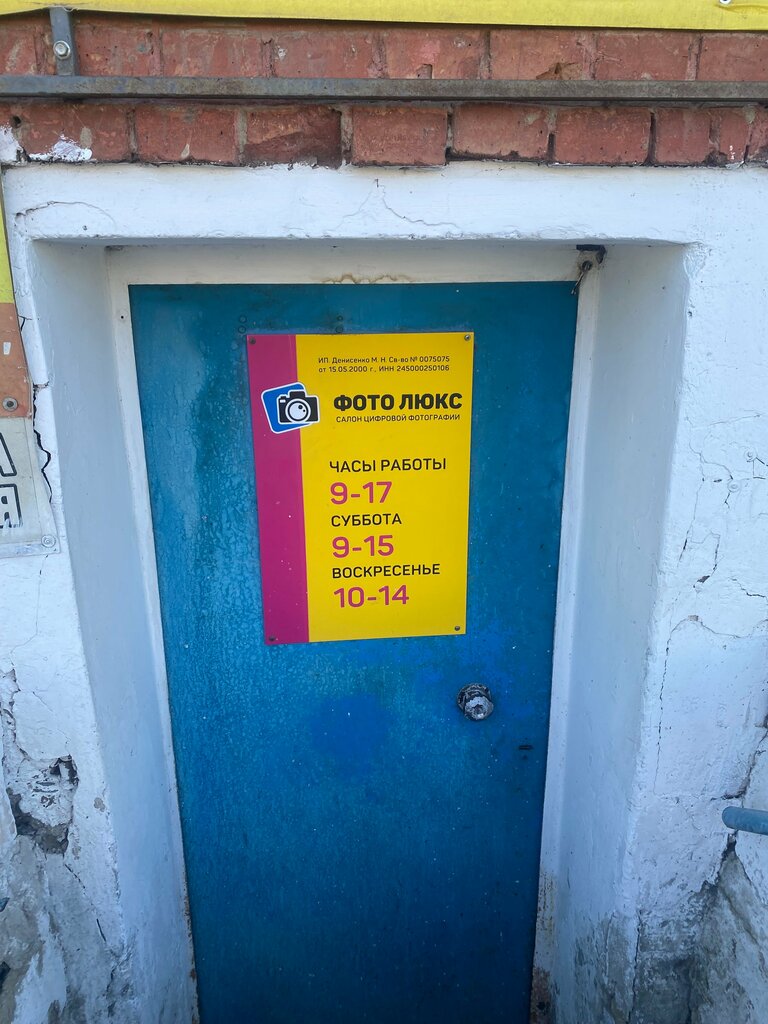 ИП. Денисенко М. Н. Св-во № 0075075
от 15.05.2000 г., ИНН 245000250106
ФОТО ЛЮКС
САЛОН ЦИФРОВОЙ ФОТОГРАФИИ
ЧАСЫ РАБОТЫ
9-17
СУББОТА
9-15
ВОСКРЕСЕНЬЕ
10-14